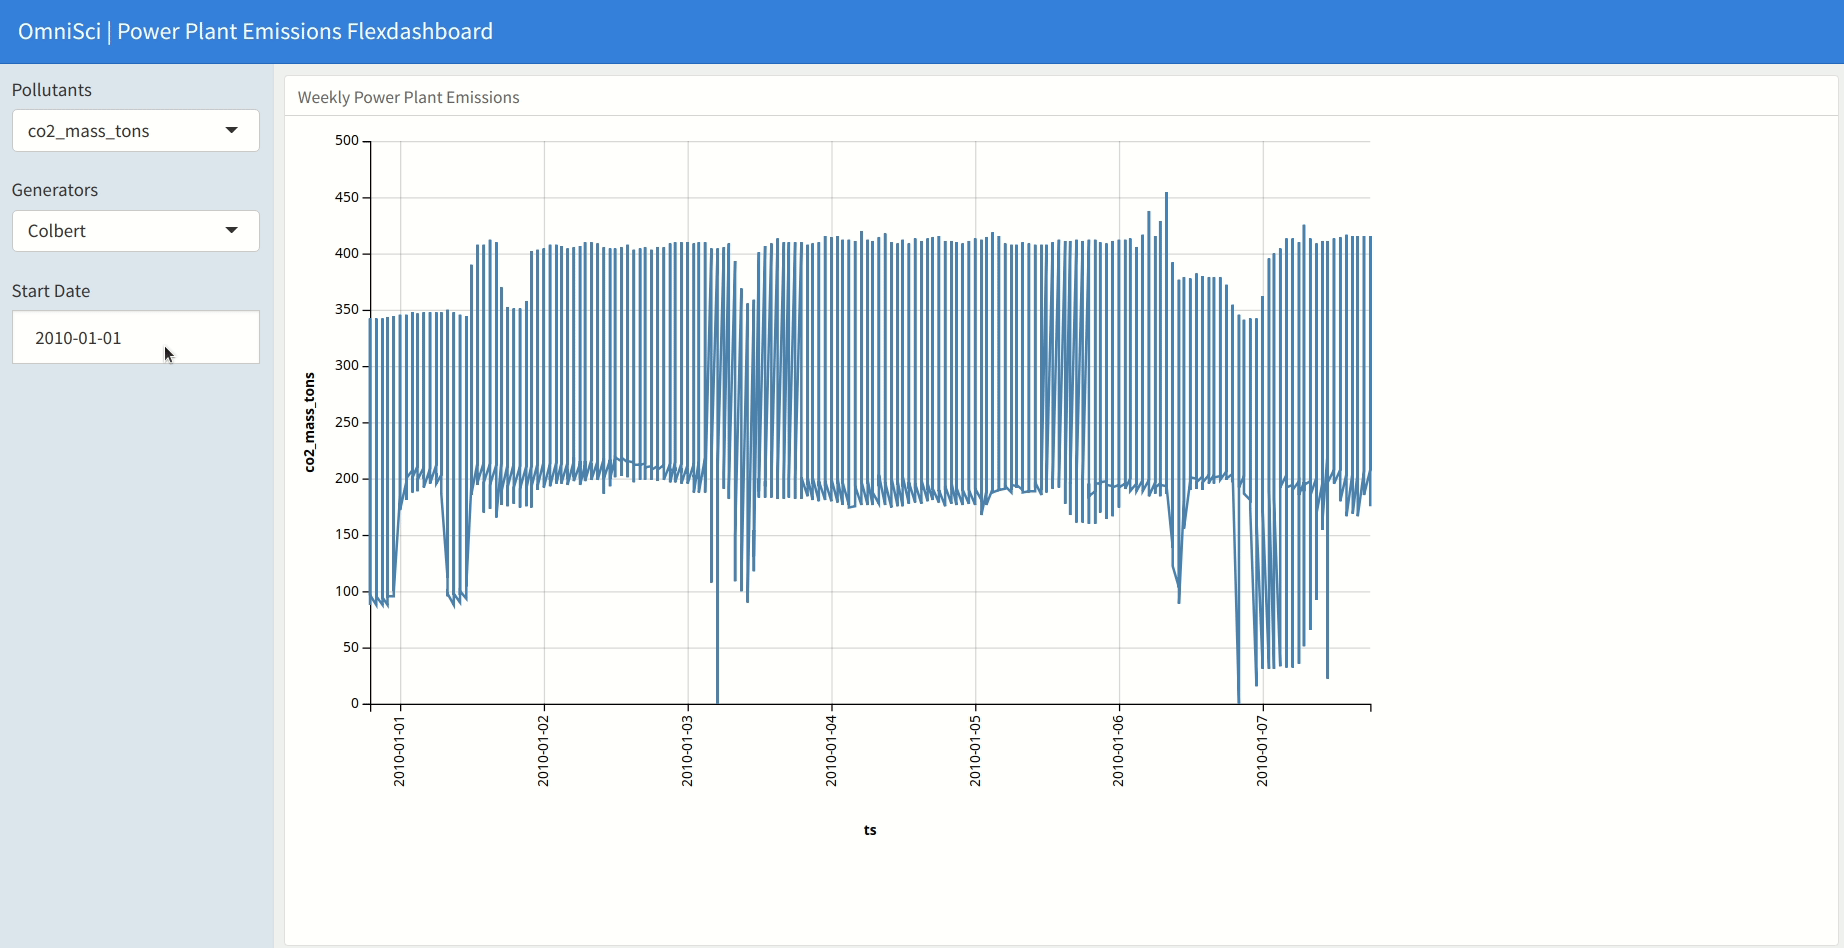 OmniSci | Power Plant Emissions Flexdashboard
Pollutants
co2_mass_tons
Generators
Colbert
Start Date
2010-01-01
Weekly Power Plant Emissions
500
450
400
350
300
250
200
150
100
50
0
co2_mass_tons
2010-01-01
2010-01-02
2010-01-03
2010-01-04
2010-01-05
2010-01-06
2010-01-07
ts